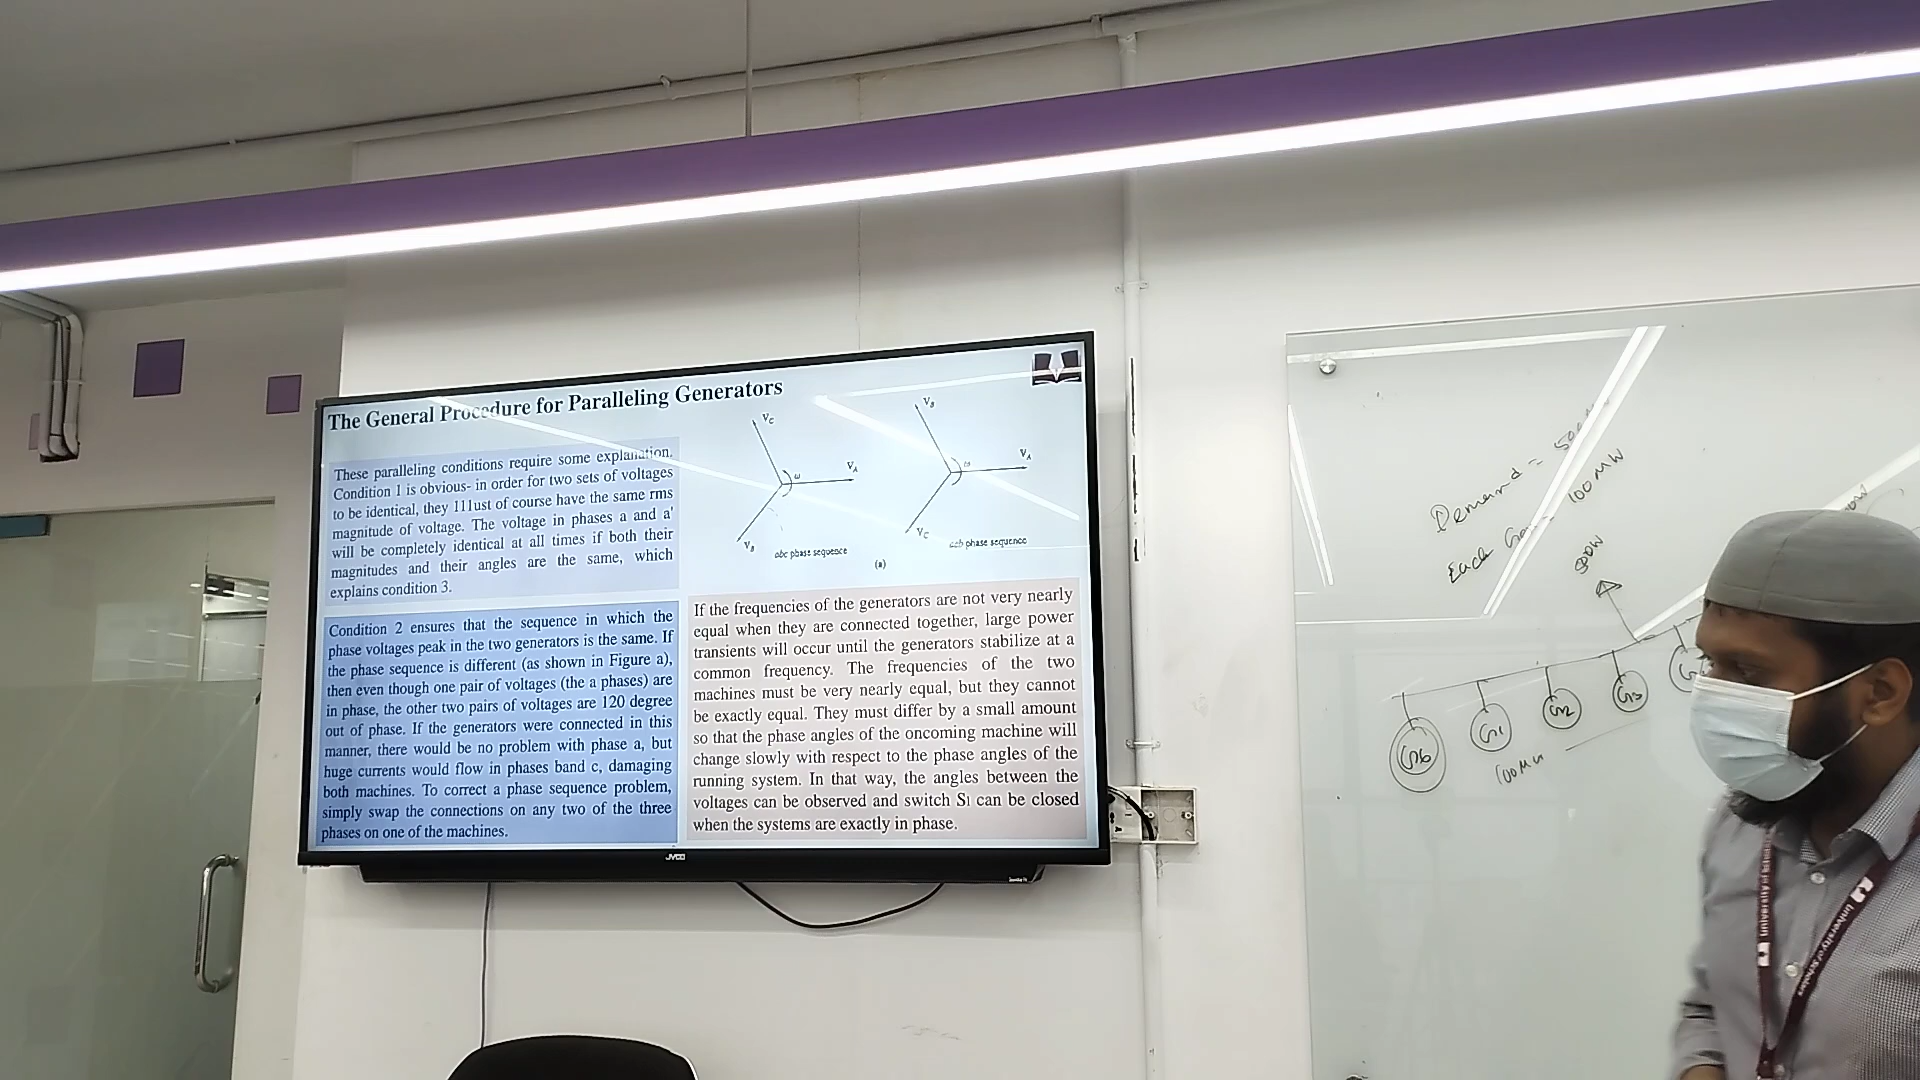 The General Procedure for Paralleling Generators
These paralleling conditions require some explanation.
Condition 1 is obvious- in order for two sets of voltages
to be identical, they 111ust of course have the same rms
magnitude of voltage. The voltage in phases a and a'
will be completely identical at all times if both their
magnitudes and their angles are the same, which
explains condition 3.
Condition 2 ensures that the sequence in which the
phase voltages peak in the two generators is the same. If
the phase sequence is different (as shown in Figure a),
then even though one pair of voltages (the a phases) are
in phase, the other two pairs of voltages are 120 degree
out of phase. If the generators were connected in this
manner, there would be no problem with phase a, but
huge currents would flow in phases band c, damaging
both machines. To correct a phase sequence problem,
simply swap the connections on any two of the three
phases on one of the machines.
VC
VA
ω
VB
abc phase sequence
VB
VA
ω
VC
acb phase sequence
(a)
If the frequencies of the generators are not very nearly
equal when they are connected together, large power
transients will occur until the generators stabilize at a
common frequency. The frequencies of the two
machines must be very nearly equal, but they cannot
be exactly equal. They must differ by a small amount
so that the phase angles of the oncoming machine will
change slowly with respect to the phase angles of the
running system. In that way, the angles between the
voltages can be observed and switch S1 can be closed
when the systems are exactly in phase.
JVCO
Demand =
Each 100MW
G6
G1
G2
G3
100MW
University of Scholars